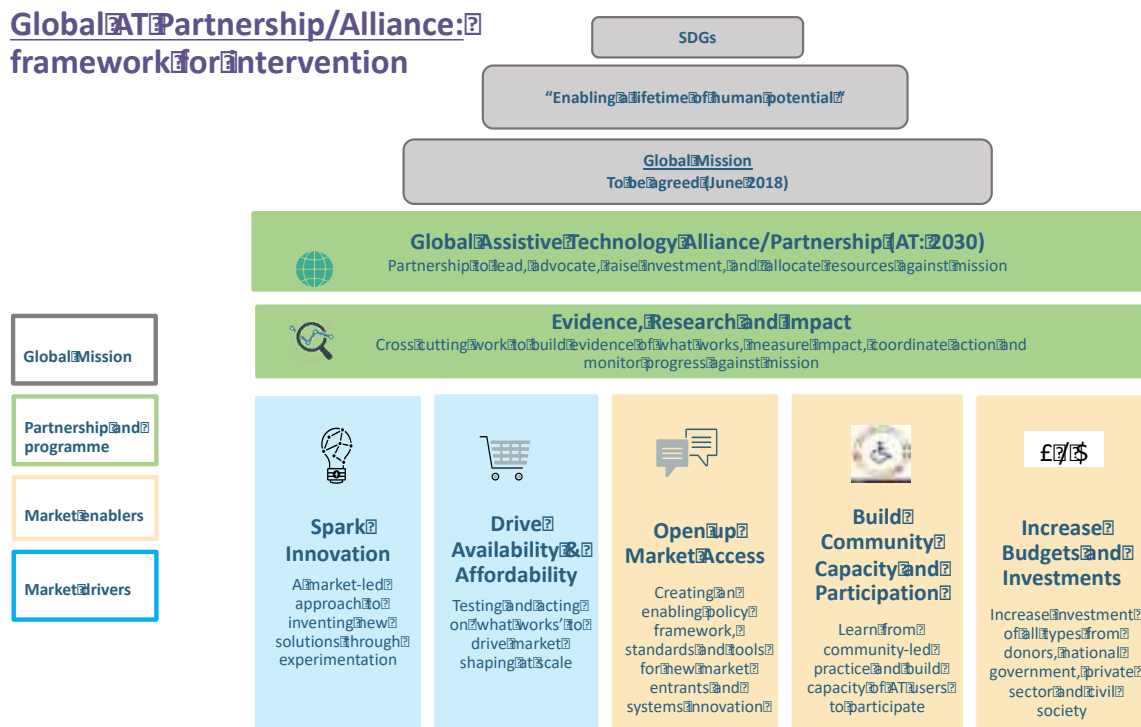 Global AT Partnership/Alliance:
framework for intervention
SDGs
“Enabling a lifetime of human potential “
Global Mission
To be agreed (June 2018)
Global Assistive Technology Alliance/Partnership (AT: 2030)
Partnership to lead, advocate, raise investment, and allocate resources against mission
Evidence, Research and Impact
Cross cutting work to build evidence of what works, measure impact, coordinate action and
monitor progress against mission
Global Mission
Partnership and
programme
Market enablers
Market drivers
Spark
Innovation
A market-led
approach to
inventing new
solutions through
experimentation
Drive
Availability &
Affordability
Testing and acting
on ‘what works’ to
drive market
shaping at scale
Open up
Market Access
Creating an
enabling policy
framework,
standards and tools
for new market
entrants and
systems innovation
Build
Community
Capacity and
Participation
Learn from
community-led
practice and build
capacity of AT users
to participate
£ / $
Increase
Budgets and
Investments
Increase investment
of all types from
donors, national
government, private
sector and civil
society